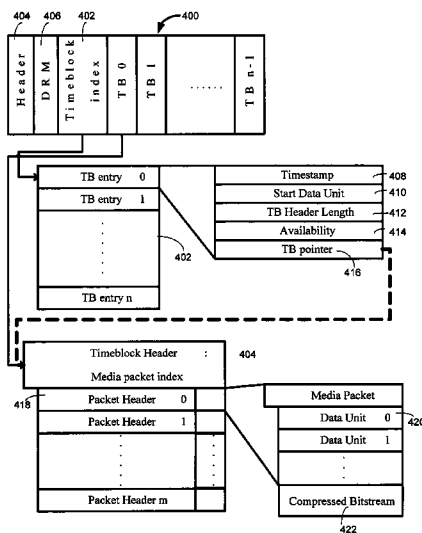 404 406 402 400
Header
DRM
Timeblock index
TB 0
TB 1
......
TB n-1
TB entry 0
TB entry 1
402
TB entry n
Timestamp 408
Start Data Unit 410
TB Header Length 412
Availability 414
TB pointer 416
Timeblock Header : 404
Media packet index
418 Packet Header 0
Packet Header 1
Packet Header m
Media Packet
Data Unit 0 420
Data Unit 1
Compressed Bitstream
422